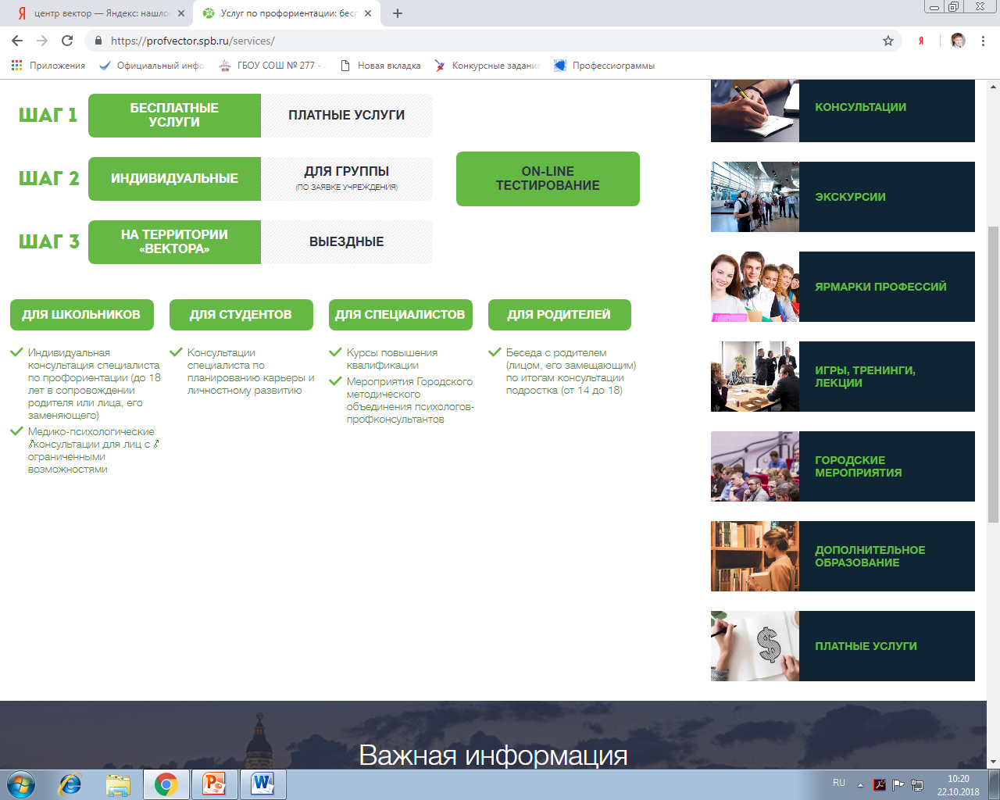 центр вектор — Яндекс: нашло
Услуг по профориентации: бесп
https://profvector.spb.ru/services/
Я
Приложения
Официальный инфо
ГБОУ СОШ № 277 -
Новая вкладка
Конкурсные задани
Профессиограммы
ШАГ 1
БЕСПЛАТНЫЕ
УСЛУГИ
ПЛАТНЫЕ УСЛУГИ
ШАГ 2
ИНДИВИДУАЛЬНЫЕ
ДЛЯ ГРУППЫ
(ПО ЗАЯВКЕ УЧРЕЖДЕНИЯ)
ON-LINE
ТЕСТИРОВАНИЕ
ШАГ 3
НА ТЕРРИТОРИИ
«ВЕКТОРА»
ВЫЕЗДНЫЕ
ДЛЯ ШКОЛЬНИКОВ
Индивидуальная
консультация специалиста
по профориентации (до 18
лет в сопровождении
родителя или лица, его
заменяющего)
Медико-психологические
консультации для лиц с
ограниченными
возможностями
ДЛЯ СТУДЕНТОВ
Консультации
специалиста по
планированию карьеры и
личностному развитию
ДЛЯ СПЕЦИАЛИСТОВ
Курсы повышения
квалификации
Мероприятия Городского
методического
объединения психологов-
профконсультантов
ДЛЯ РОДИТЕЛЕЙ
Беседа с родителем
(лицом, его замещающим)
по итогам консультации
подростка (от 14 до 18)
КОНСУЛЬТАЦИИ
ЭКСКУРСИИ
ЯРМАРКИ ПРОФЕССИЙ
ИГРЫ, ТРЕНИНГИ,
ЛЕКЦИИ
ГОРОДСКИЕ
МЕРОПРИЯТИЯ
ДОПОЛНИТЕЛЬНОЕ
ОБРАЗОВАНИЕ
ПЛАТНЫЕ УСЛУГИ
Важная информация
RU
10:20
22.10.2018